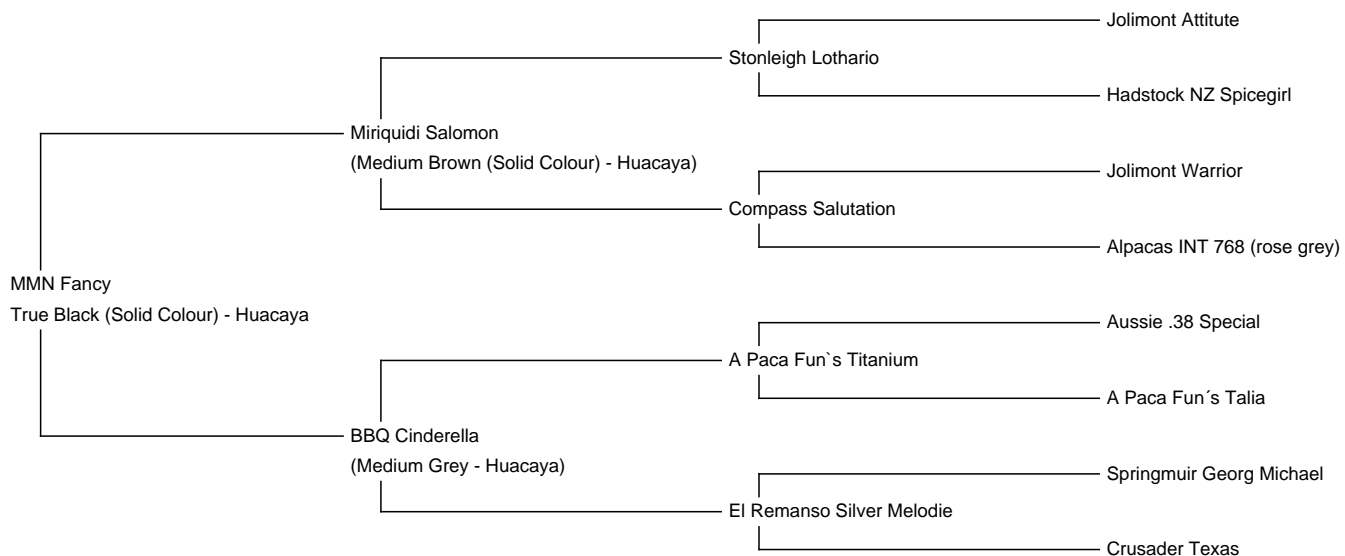 Jolimont Attitute
Stonleigh Lothario
Hadstock NZ Spicegirl
Miriquidi Salomon
(Medium Brown (Solid Colour) - Huacaya)
Jolimont Warrior
Compass Salutation
Alpacas INT 768 (rose grey)
MMN Fancy
True Black (Solid Colour) - Huacaya
Aussie .38 Special
A Paca Fun`s Titanium
A Paca Fun´s Talia
BBQ Cinderella
(Medium Grey - Huacaya)
Springmuir Georg Michael
El Remanso Silver Melodie
Crusader Texas